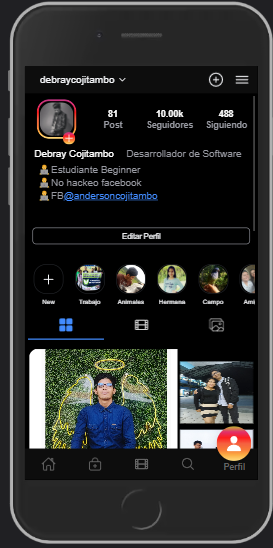 debraycojitambo
81 10.00k 488
Post Seguidores Siguiendo
Debray Cojitambo Desarrollador de Software
Estudiante Beginner
No hackeo facebook
FB@andersoncojitambo
Editar Perfil
New Trabajo Animales Hermana Campo Ami
Perfil